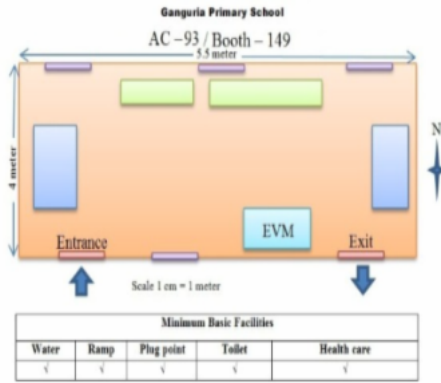 Ganguria Primary School
AC –93 / Booth – 149
5.5 meter
N
4 meter
EVM
Entrance
Exit
Scale 1 cm = 1 meter
Minimum Basic Facilities
Water Ramp Plug point Toilet Health care
√ √ √ √ √